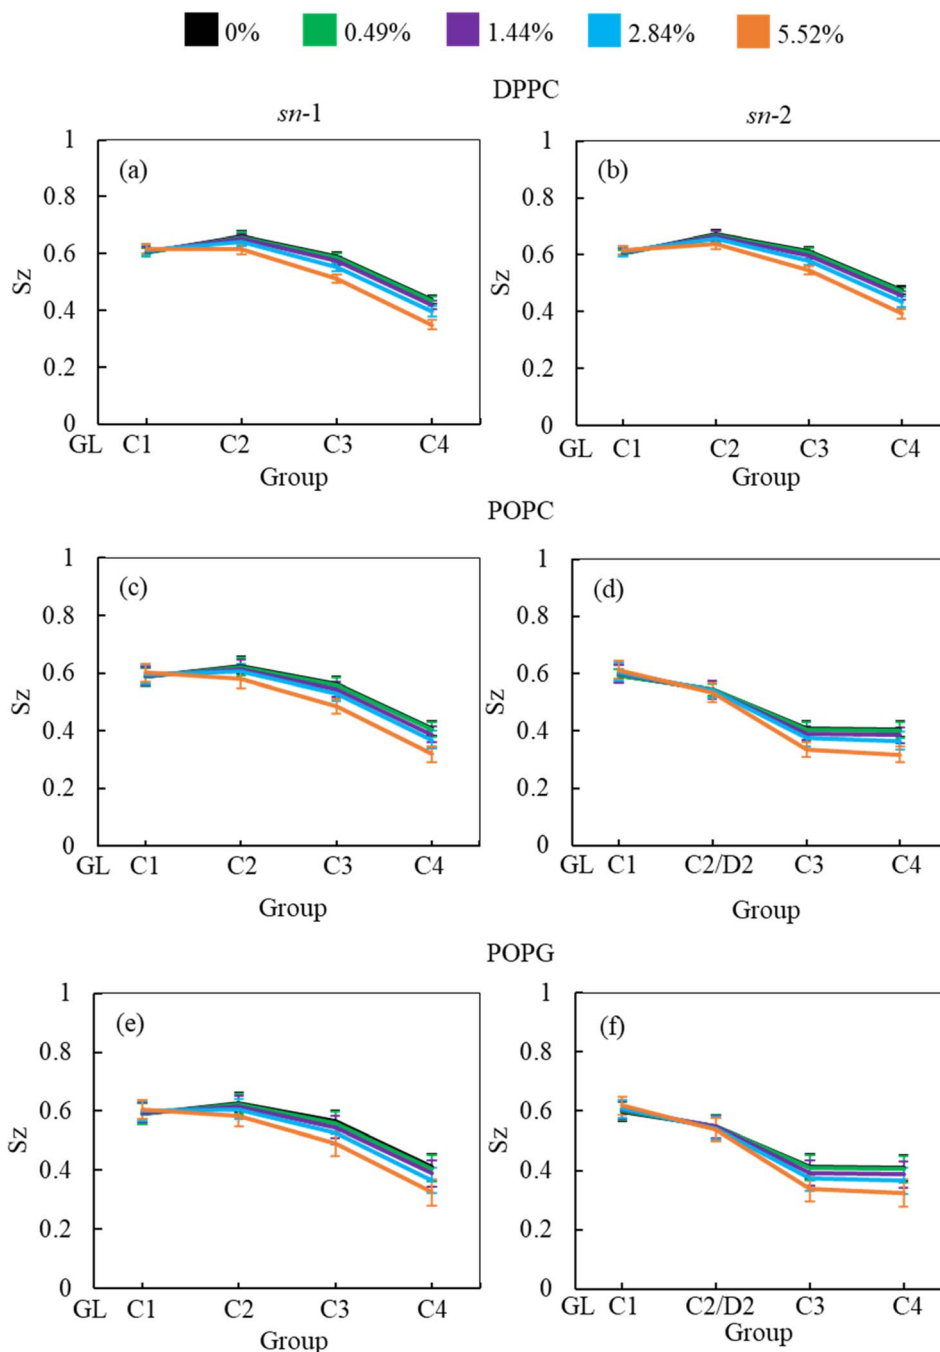 0% 0.49% 1.44% 2.84% 5.52%
DPPC
sn-1 sn-2
(a)
1
0.8
0.6
0.4
0.2
0
Sz
GL C1 C2 C3 C4
Group
(b)
1
0.8
0.6
0.4
0.2
0
Sz
GL C1 C2 C3 C4
Group
POPC
(c)
1
0.8
0.6
0.4
0.2
0
Sz
GL C1 C2 C3 C4
Group
(d)
1
0.8
0.6
0.4
0.2
0
Sz
GL C1 C2/D2 C3 C4
Group
POPG
(e)
1
0.8
0.6
0.4
0.2
0
Sz
GL C1 C2 C3 C4
Group
(f)
1
0.8
0.6
0.4
0.2
0
Sz
GL C1 C2/D2 C3 C4
Group